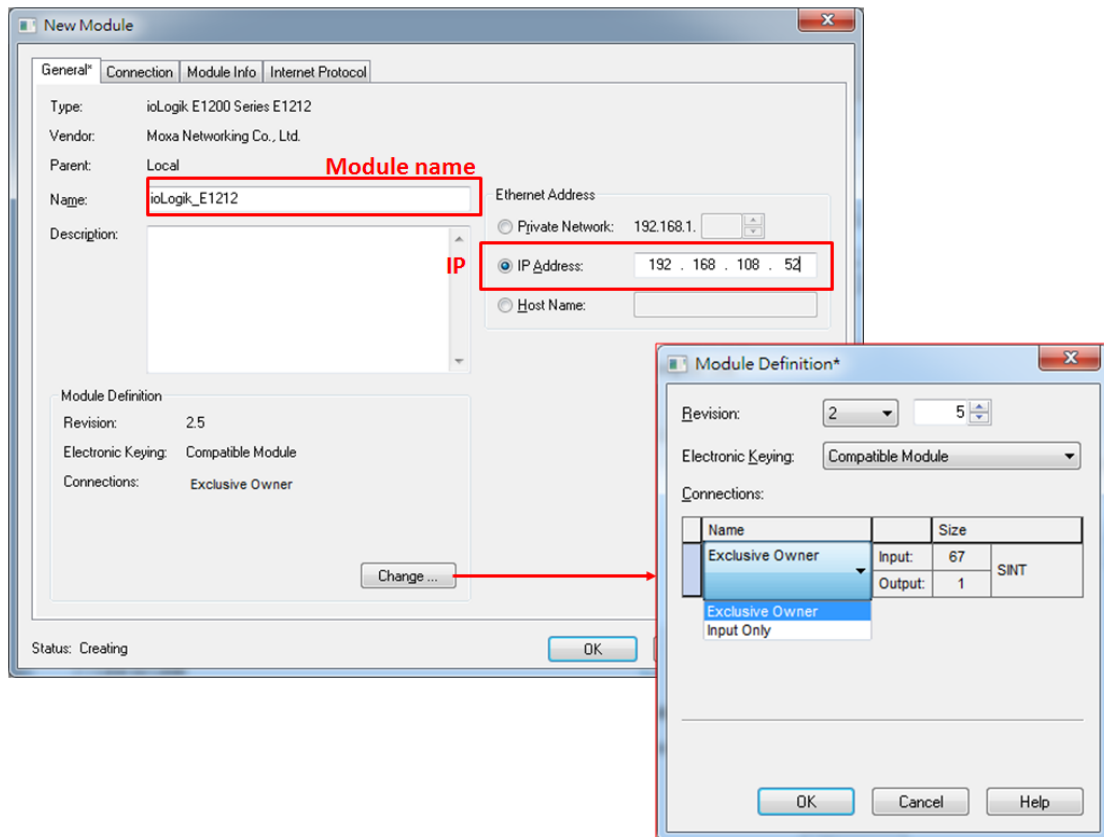 New Module
General* Connection Module Info Internet Protocol
Type: ioLogik E1200 Series E1212
Vendor: Moxa Networking Co., Ltd.
Parent: Local
Module name
Name: ioLogik_E1212
Description:
Ethernet Address
Private Network: 192.168.1.
IP
IP Address: 192 . 168 . 108 . 52
Host Name:
Module Definition
Revision: 2.5
Electronic Keying: Compatible Module
Connections: Exclusive Owner
Change ...
Status: Creating
OK
Module Definition*
Revision: 2 5
Electronic Keying: Compatible Module
Connections:
Name Size
Exclusive Owner Input: 67 SINT
Output: 1
Exclusive Owner
Input Only
OK Cancel Help